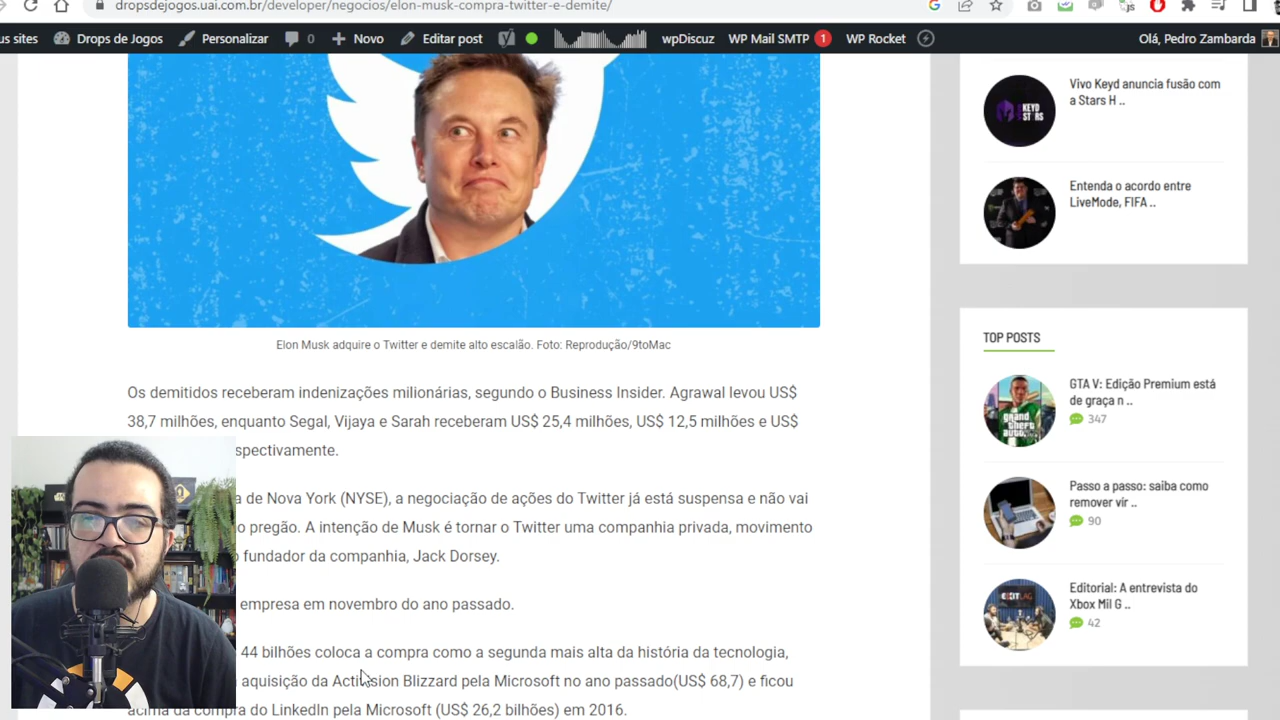 dropsdejogos.uai.com.br/developer/negocios/elon-musk-compra-twitter-e-demite/
us sites Drops de Jogos Personalizar 0 Novo Editar post wpDiscuz WP Mail SMTP 1 WP Rocket Olá, Pedro Zambarda
Elon Musk adquire o Twitter e demite alto escalão. Foto: Reprodução/9toMac
Os demitidos receberam indenizações milionárias, segundo o Business Insider. Agrawal levou US$
38,7 milhões, enquanto Segal, Vijaya e Sarah receberam US$ 25,4 milhões, US$ 12,5 milhões e US$
spectivamente.
a de Nova York (NYSE), a negociação de ações do Twitter já está suspensa e não vai
o pregão. A intenção de Musk é tornar o Twitter uma companhia privada, movimento
o fundador da companhia, Jack Dorsey.
empresa em novembro do ano passado.
44 bilhões coloca a compra como a segunda mais alta da história da tecnologia,
aquisição da Activision Blizzard pela Microsoft no ano passado(US$ 68,7) e ficou
acima da compra do LinkedIn pela Microsoft (US$ 26,2 bilhões) em 2016.
KEYD
STARS
Vivo Keyd anuncia fusão com
a Stars H ..
Entenda o acordo entre
LiveMode, FIFA ..
TOP POSTS
grand
theft
auto
GTA V: Edição Premium está
de graça n ..
347
Passo a passo: saiba como
remover vír ..
90
EXITLAG
Editorial: A entrevista do
Xbox Mil G ..
42